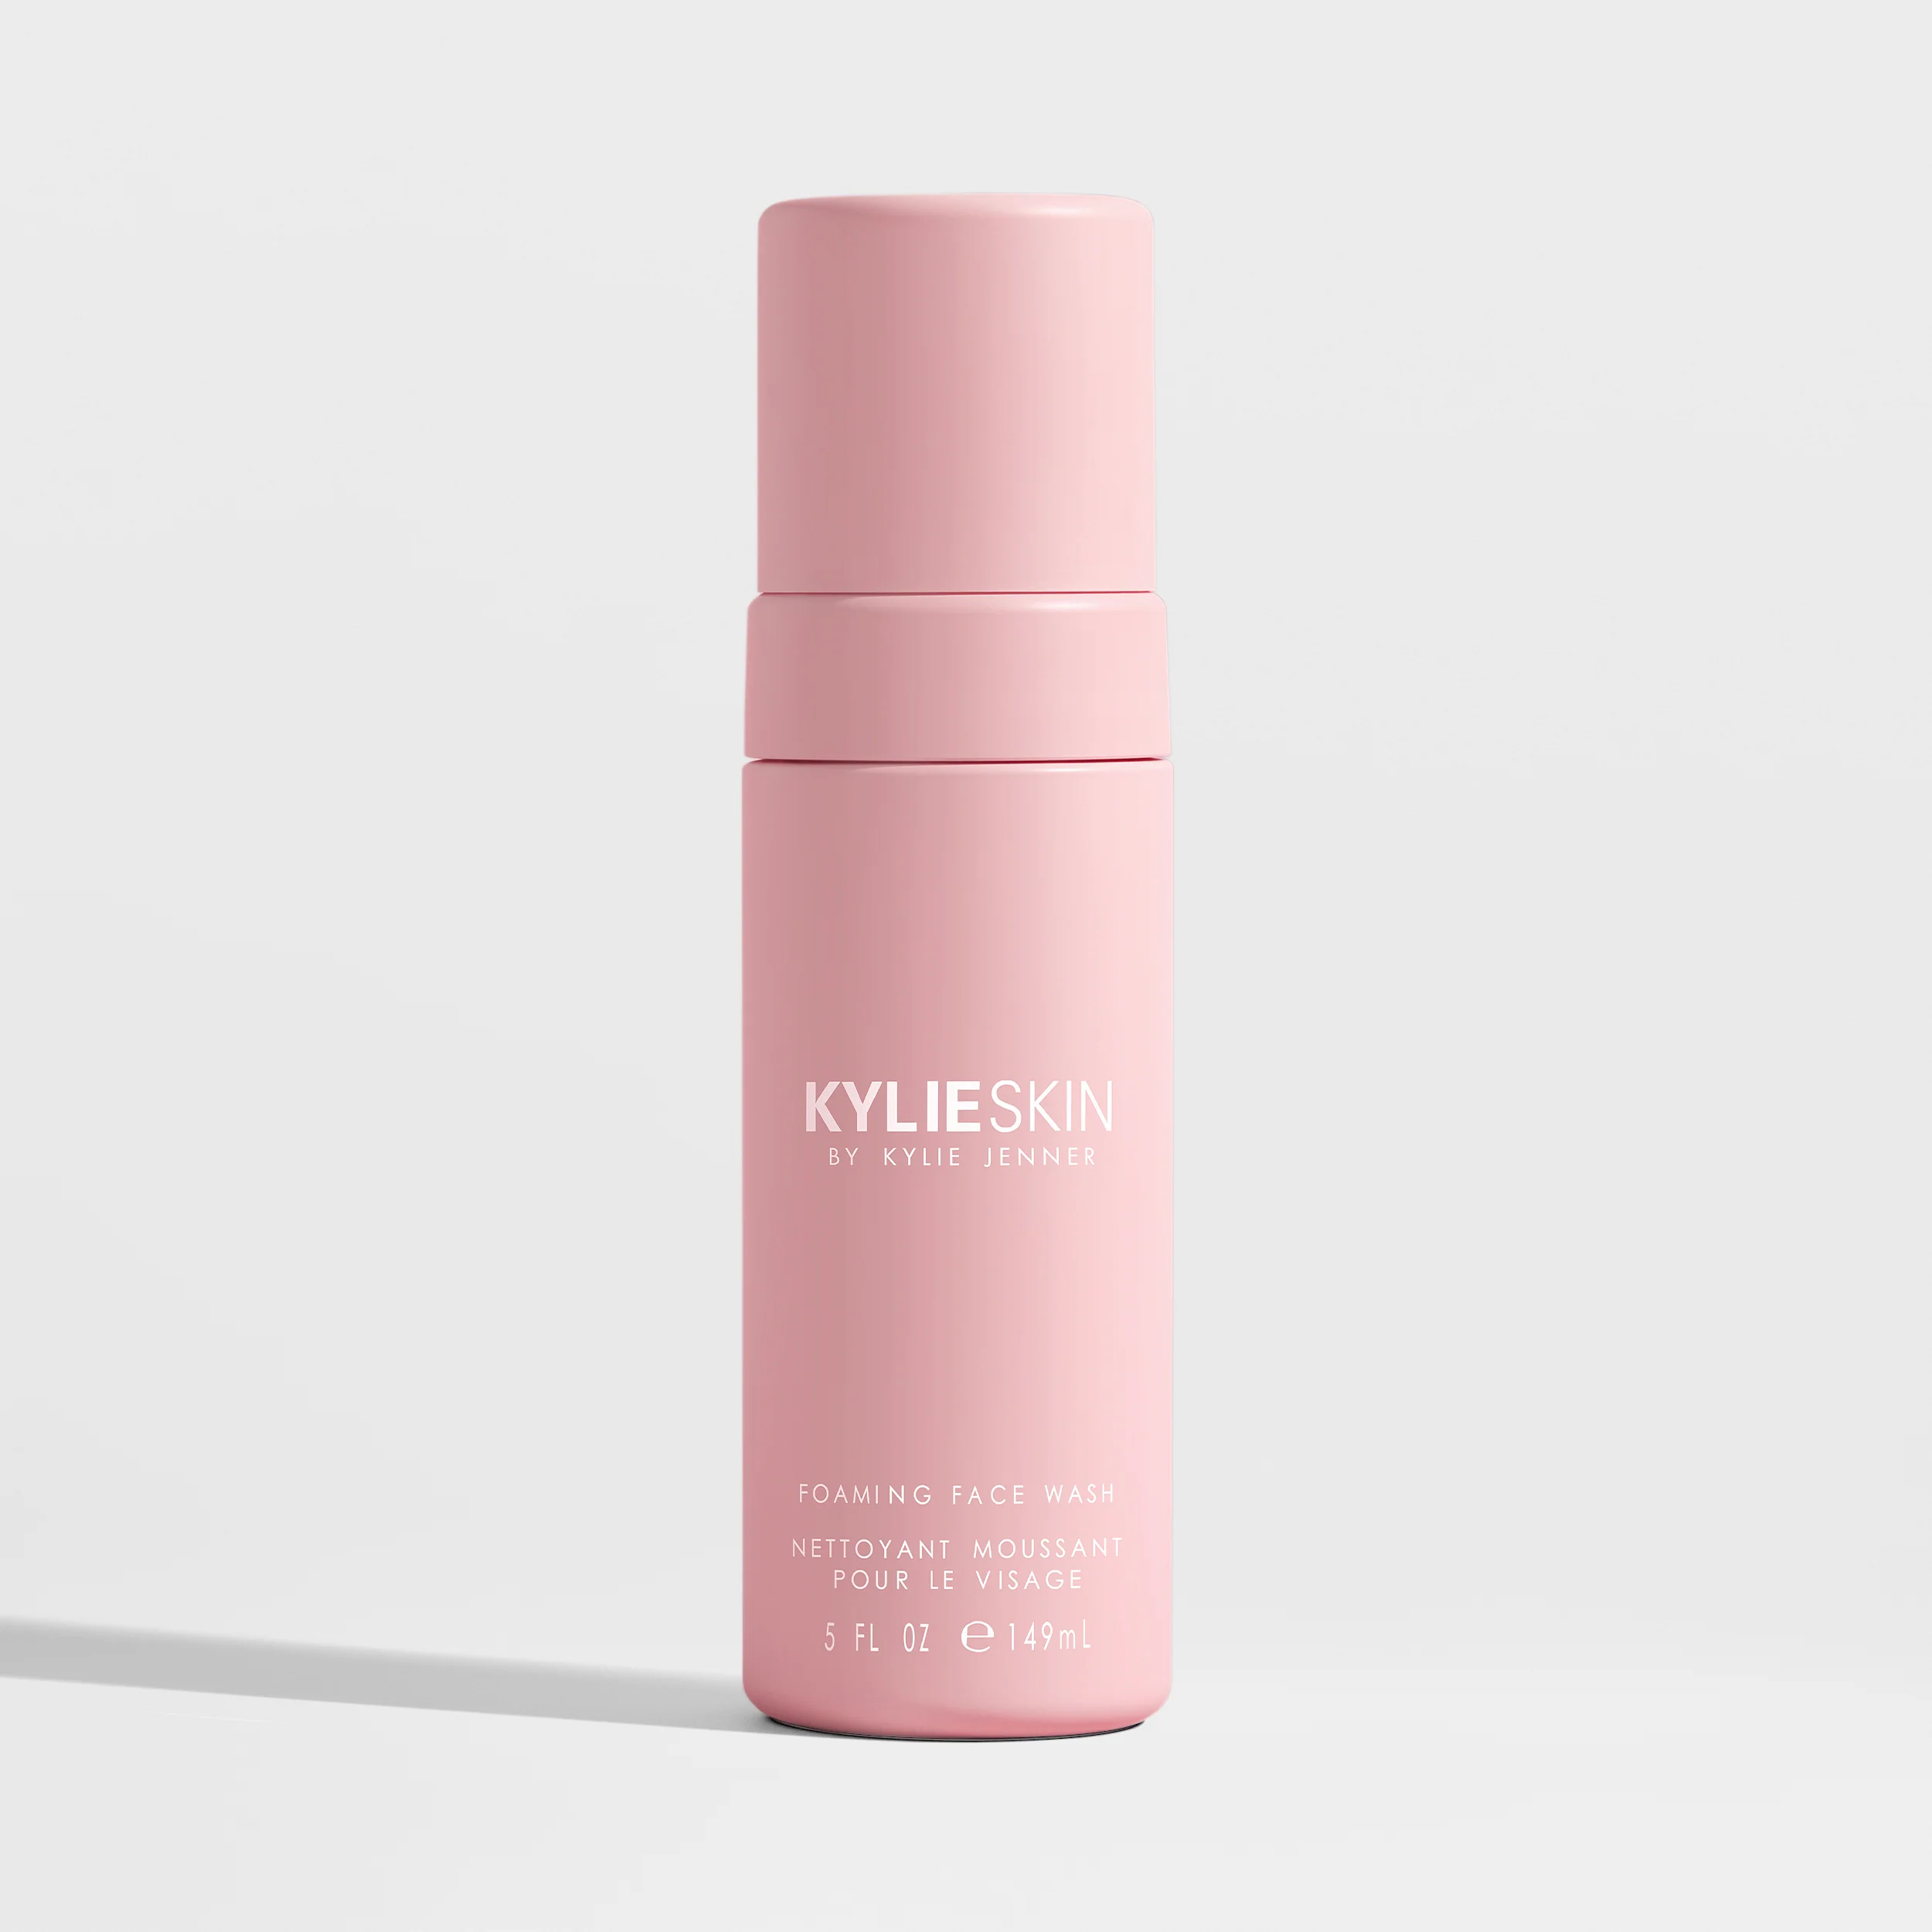 KYLIESKIN
BY KYLIE JENNER
FOAMING FACE WASH
NETTOYANT MOUSSANT
POUR LE VISAGE
5 FL OZ ℮ 149mL